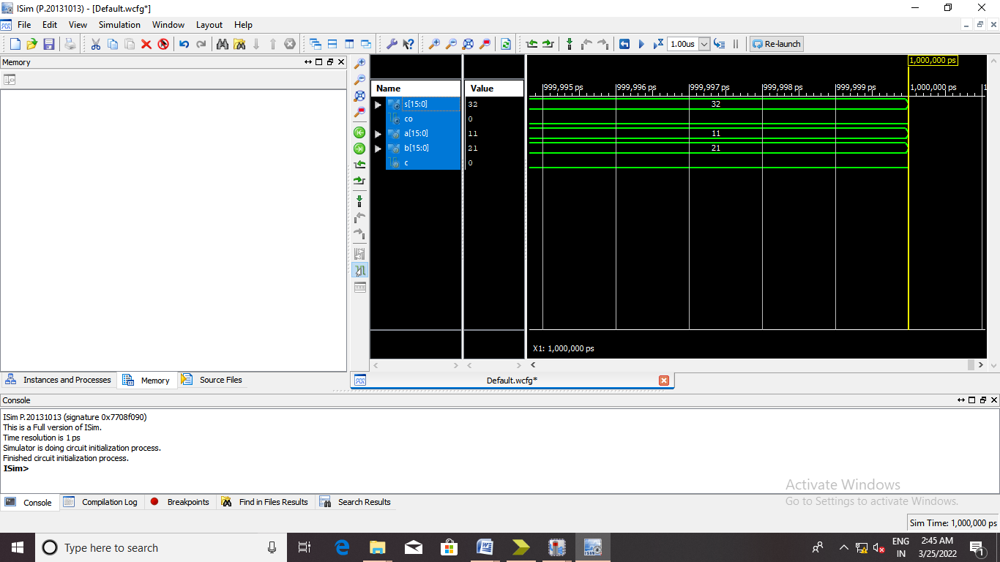 ISim (P.20131013) - [Default.wcfg*]
File Edit View Simulation Window Layout Help
1.00us
Re-launch
Memory
1,000,000 ps
Name Value
999,995 ps 999,996 ps 999,997 ps 999,998 ps 999,999 ps 1,000,000 ps
s[15:0] 32 32
co 0
a[15:0] 11 11
b[15:0] 21 21
c 0
X1: 1,000,000 ps
Instances and Processes Memory Source Files
Default.wcfg*
Console
ISim P.20131013 (signature 0x7708f090)
This is a Full version of ISim.
Time resolution is 1 ps
Simulator is doing circuit initialization process.
Finished circuit initialization process.
ISim>
Activate Windows
Go to Settings to activate Windows.
Console Compilation Log Breakpoints Find in Files Results Search Results
Sim Time: 1,000,000 ps
Type here to search
ENG
IN
2:45 AM
3/25/2022
1